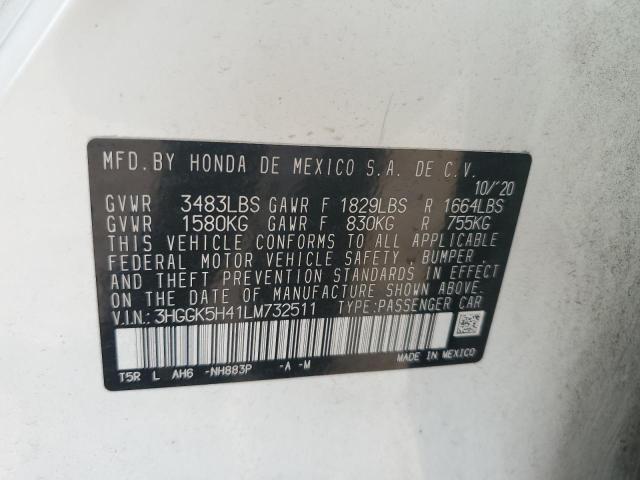 MFD.BY HONDA DE MEXICO S.A. DE C.V.
10/'20
GVWR 3483LBS GAWR F 1829LBS R 1664LBS
GVWR 1580KG GAWR F 830KG R 755KG
THIS VEHICLE CONFORMS TO ALL APPLICABLE
FEDERAL MOTOR VEHICLE SAFETY, BUMPER,
AND THEFT PREVENTION STANDARDS IN EFFECT
ON THE DATE OF MANUFACTURE SHOWN ABOVE.
V.I.N.: 3HGGK5H41LM732511 TYPE:PASSENGER CAR
T5R L AH6 -NH883P -A -M MADE IN MEXICO